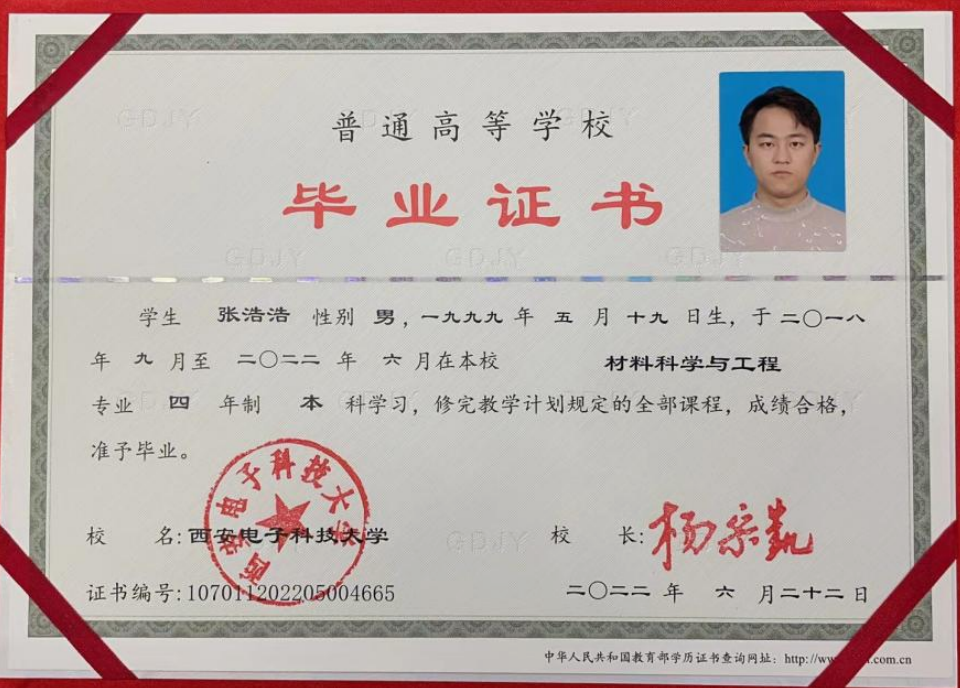 普通高等学校
毕业证书
学生 张浩浩 性别 男，一九九九年 五 月十九日生，于二〇一八
年 九 月至 二〇二二 年 六 月在本校 材料科学与工程
专业 四 年制 本 科学习，修完教学计划规定的全部课程，成绩合格，
准予毕业。
西安电子科技大学
校 名：西安电子科技大学 校 长：杨宗凯
证书编号：107011202205004665 二〇二二 年 六 月二十二日
中华人民共和国教育部学历证书查询网址：http://ww .com.cn
GDJY
GDJY
GDJY
GDJY
GDJY
GDJY